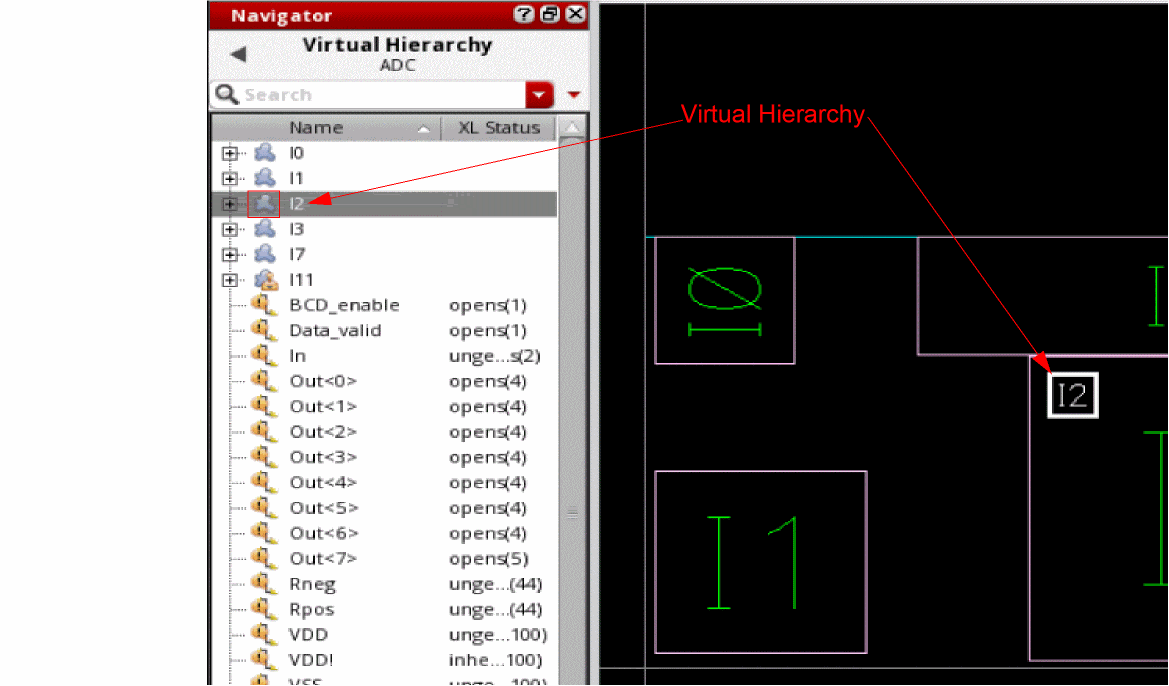 Navigator
Virtual Hierarchy
ADC
Search
Name XL Status
I0
I1
I2
I3
I7
I11
BCD_enable opens(1)
Data_valid opens(1)
In unge...s(2)
Out<0> opens(4)
Out<1> opens(4)
Out<2> opens(4)
Out<3> opens(4)
Out<4> opens(4)
Out<5> opens(4)
Out<6> opens(4)
Out<7> opens(5)
Rneg unge...(44)
Rpos unge...(44)
VDD unge...100)
VDD! inhe...100)
VSS unge...100)
Virtual Hierarchy
I0
I
I2
I1
I